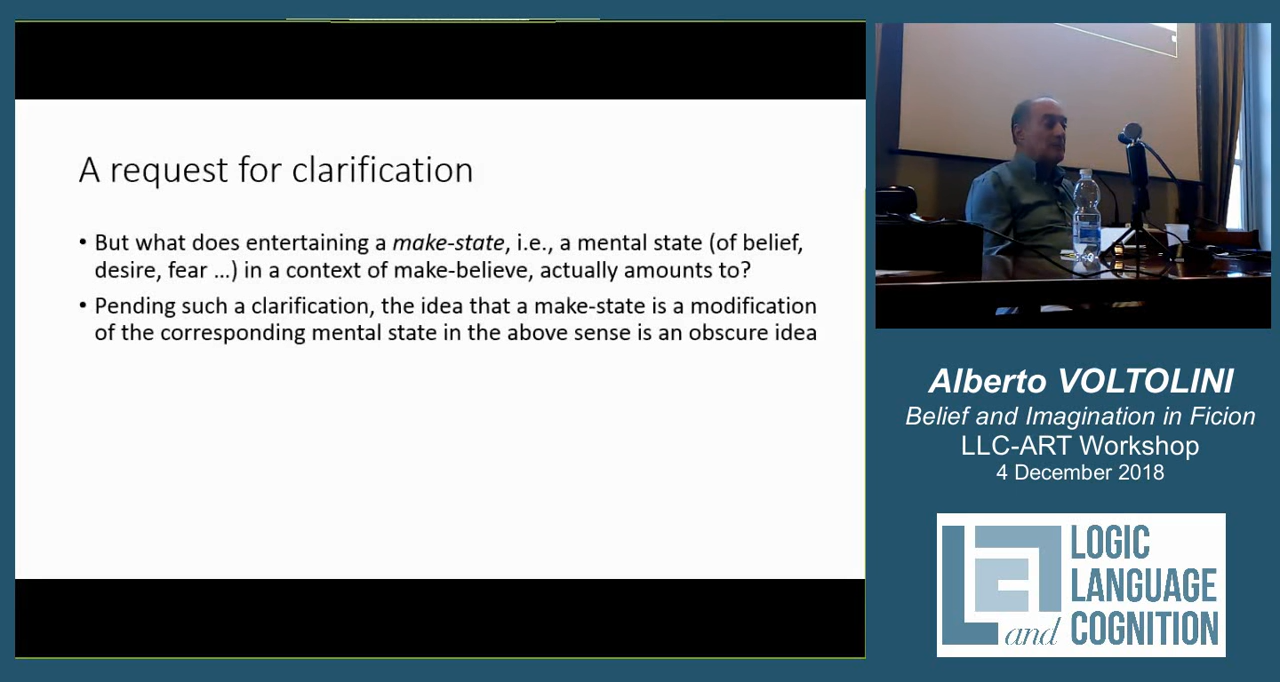 A request for clarification
• But what does entertaining a make-state, i.e., a mental state (of belief,
desire, fear ...) in a context of make-believe, actually amounts to?
• Pending such a clarification, the idea that a make-state is a modification
of the corresponding mental state in the above sense is an obscure idea
Alberto VOLTOLINI
Belief and Imagination in Ficion
LLC-ART Workshop
4 December 2018
LOGIC
LANGUAGE
and COGNITION